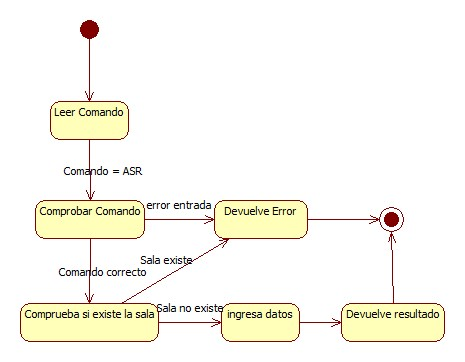 Leer Comando
Comando = ASR
Comprobar Comando
error entrada
Devuelve Error
Comando correcto
Sala existe
Comprueba si existe la sala
Sala no existe
ingresa datos
Devuelve resultado